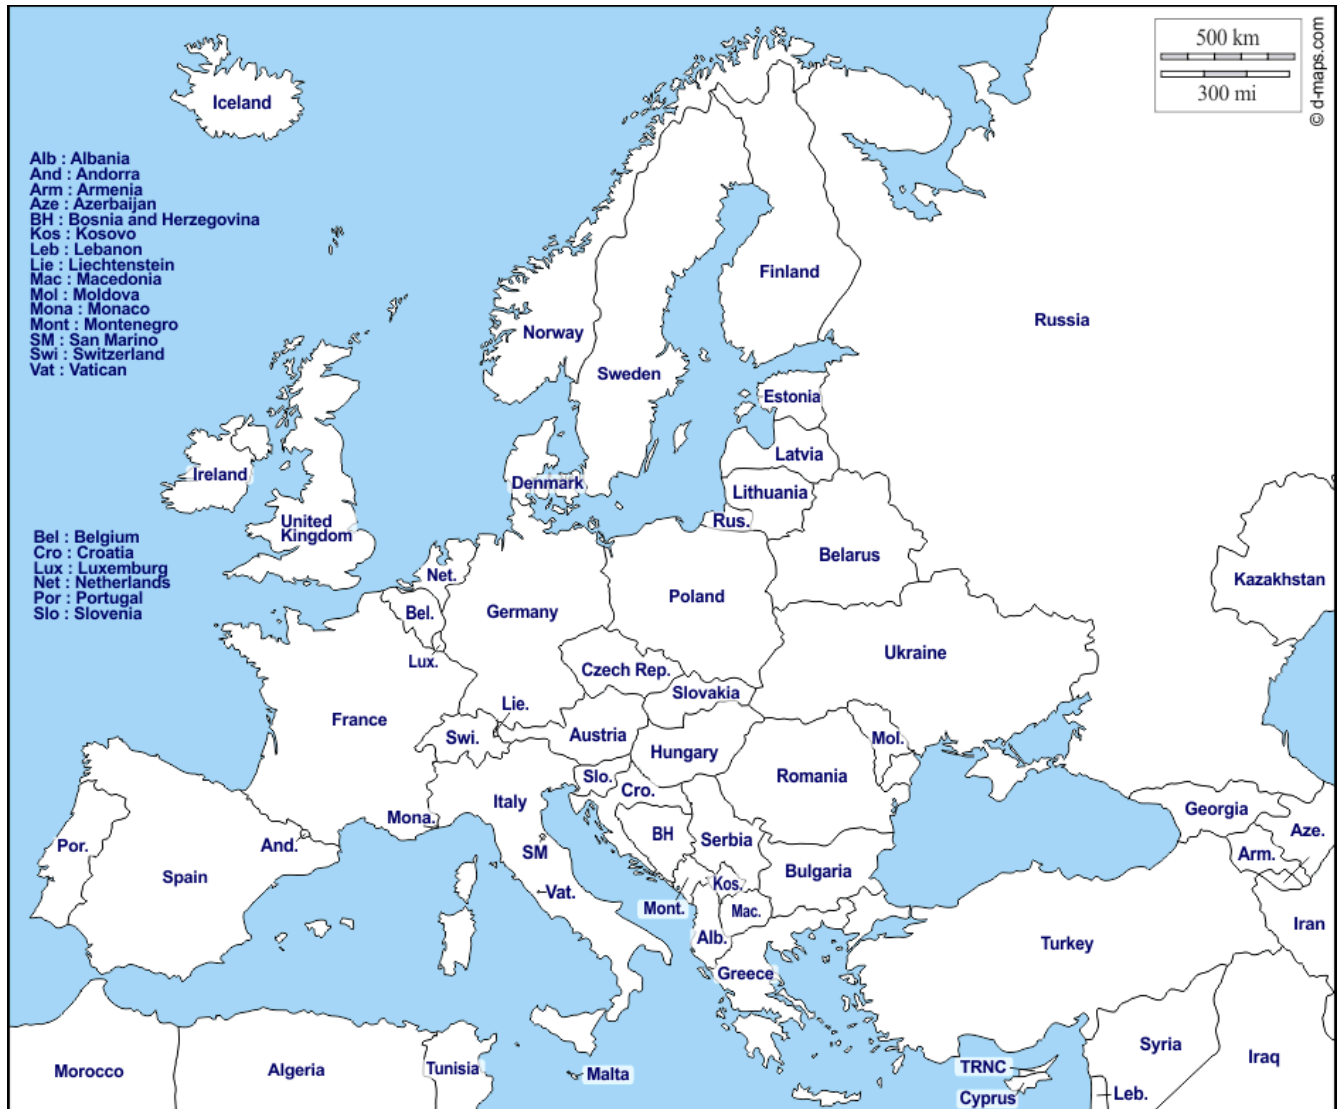 500 km
300 mi
© d-maps.com
Iceland
Alb : Albania
And : Andorra
Arm : Armenia
Aze : Azerbaijan
BH : Bosnia and Herzegovina
Kos : Kosovo
Leb : Lebanon
Lie : Liechtenstein
Mac : Macedonia
Mol : Moldova
Mona : Monaco
Mont : Montenegro
SM : San Marino
Swi : Switzerland
Vat : Vatican
Finland
Russia
Norway
Sweden
Estonia
Latvia
Ireland
Denmark
Lithuania
Rus.
United
Kingdom
Bel : Belgium
Cro : Croatia
Lux : Luxemburg
Net : Netherlands
Por : Portugal
Slo : Slovenia
Belarus
Net.
Kazakhstan
Poland
Bel.
Germany
Ukraine
Lux.
Czech Rep.
Slovakia
Lie.
France
Swi.
Austria
Mol.
Hungary
Romania
Slo.
Cro.
Italy
Georgia
Mona.
BH
Serbia
Aze.
Por.
And.
SM
Arm.
Spain
Bulgaria
Kos.
Vat.
Mont.
Mac.
Iran
Alb.
Turkey
Greece
Syria
Iraq
Morocco
Algeria
Tunisia
Malta
TRNC
Cyprus
Leb.